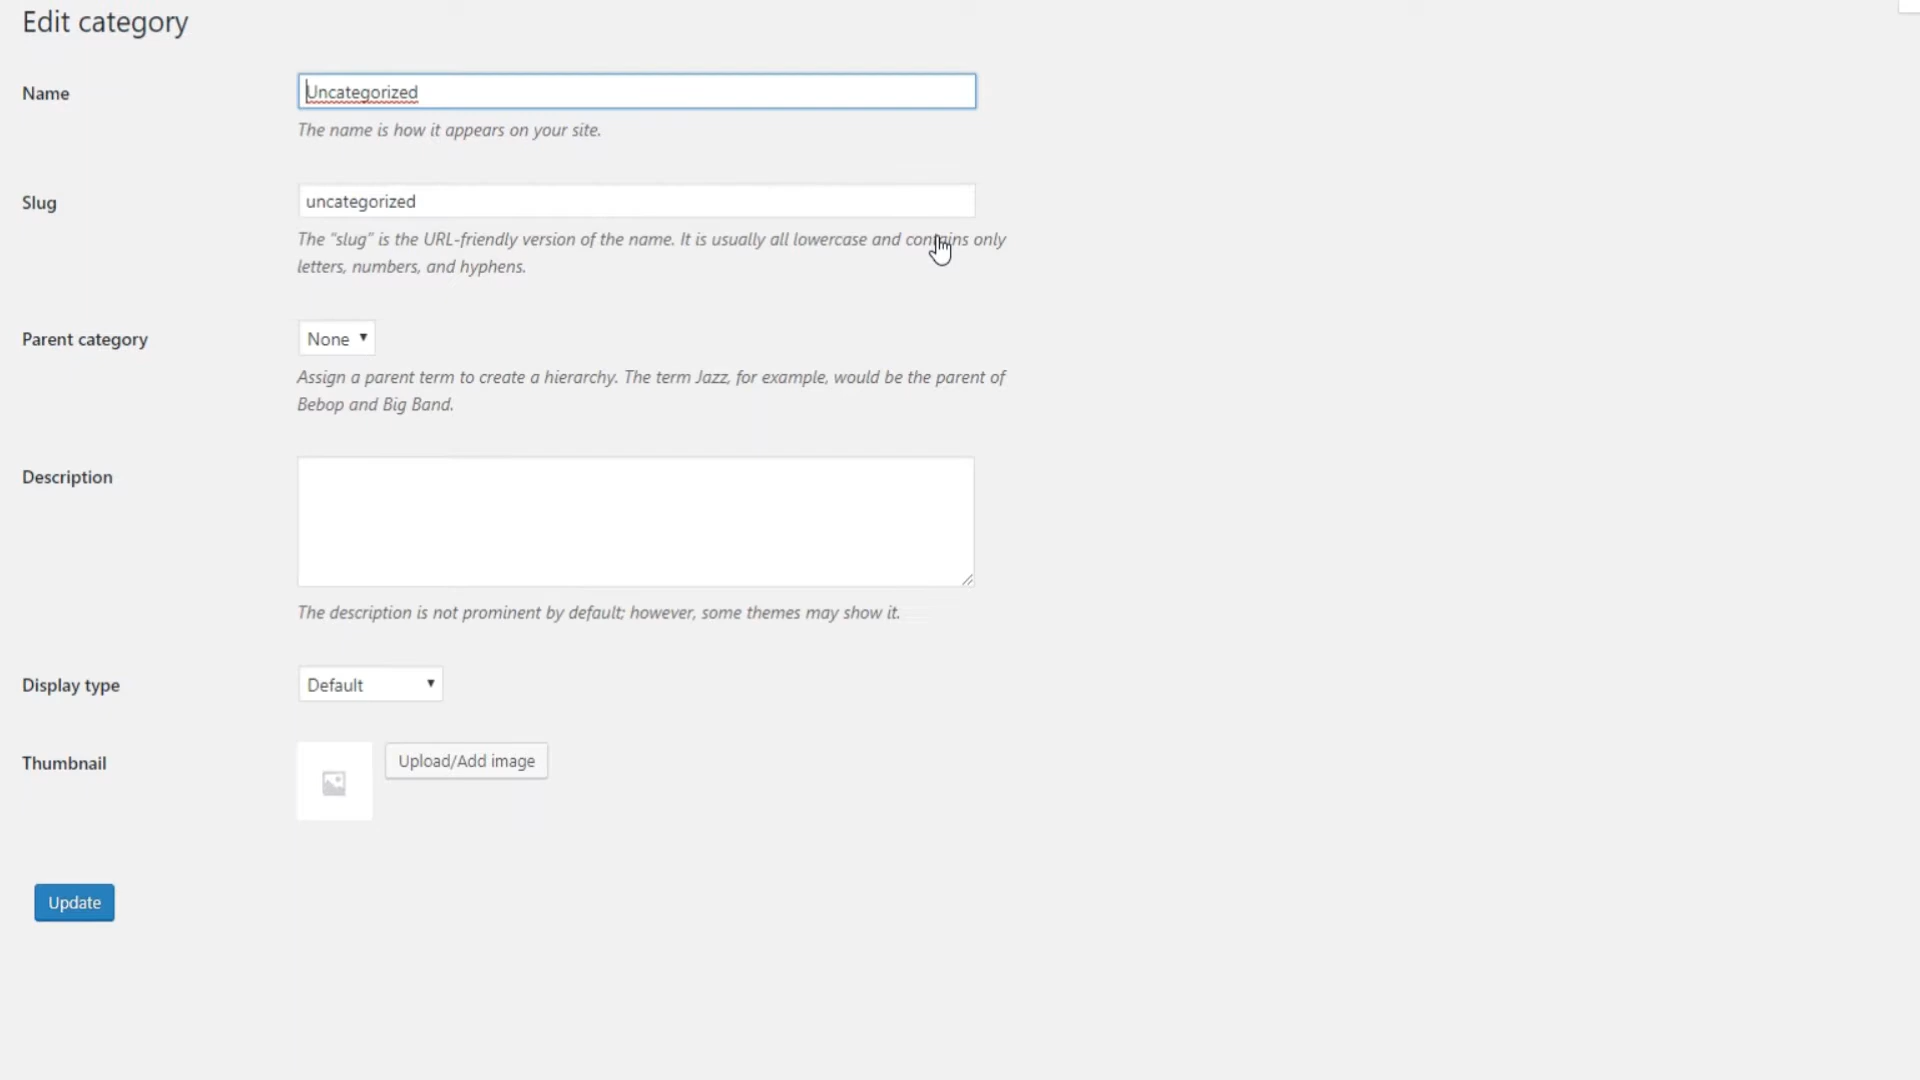 Edit category
Name
Uncategorized
The name is how it appears on your site.
Slug
uncategorized
The “slug” is the URL-friendly version of the name. It is usually all lowercase and contains only
letters, numbers, and hyphens.
Parent category
None
Assign a parent term to create a hierarchy. The term Jazz, for example, would be the parent of
Bebop and Big Band.
Description
The description is not prominent by default; however, some themes may show it.
Display type
Default
Thumbnail
Upload/Add image
Update